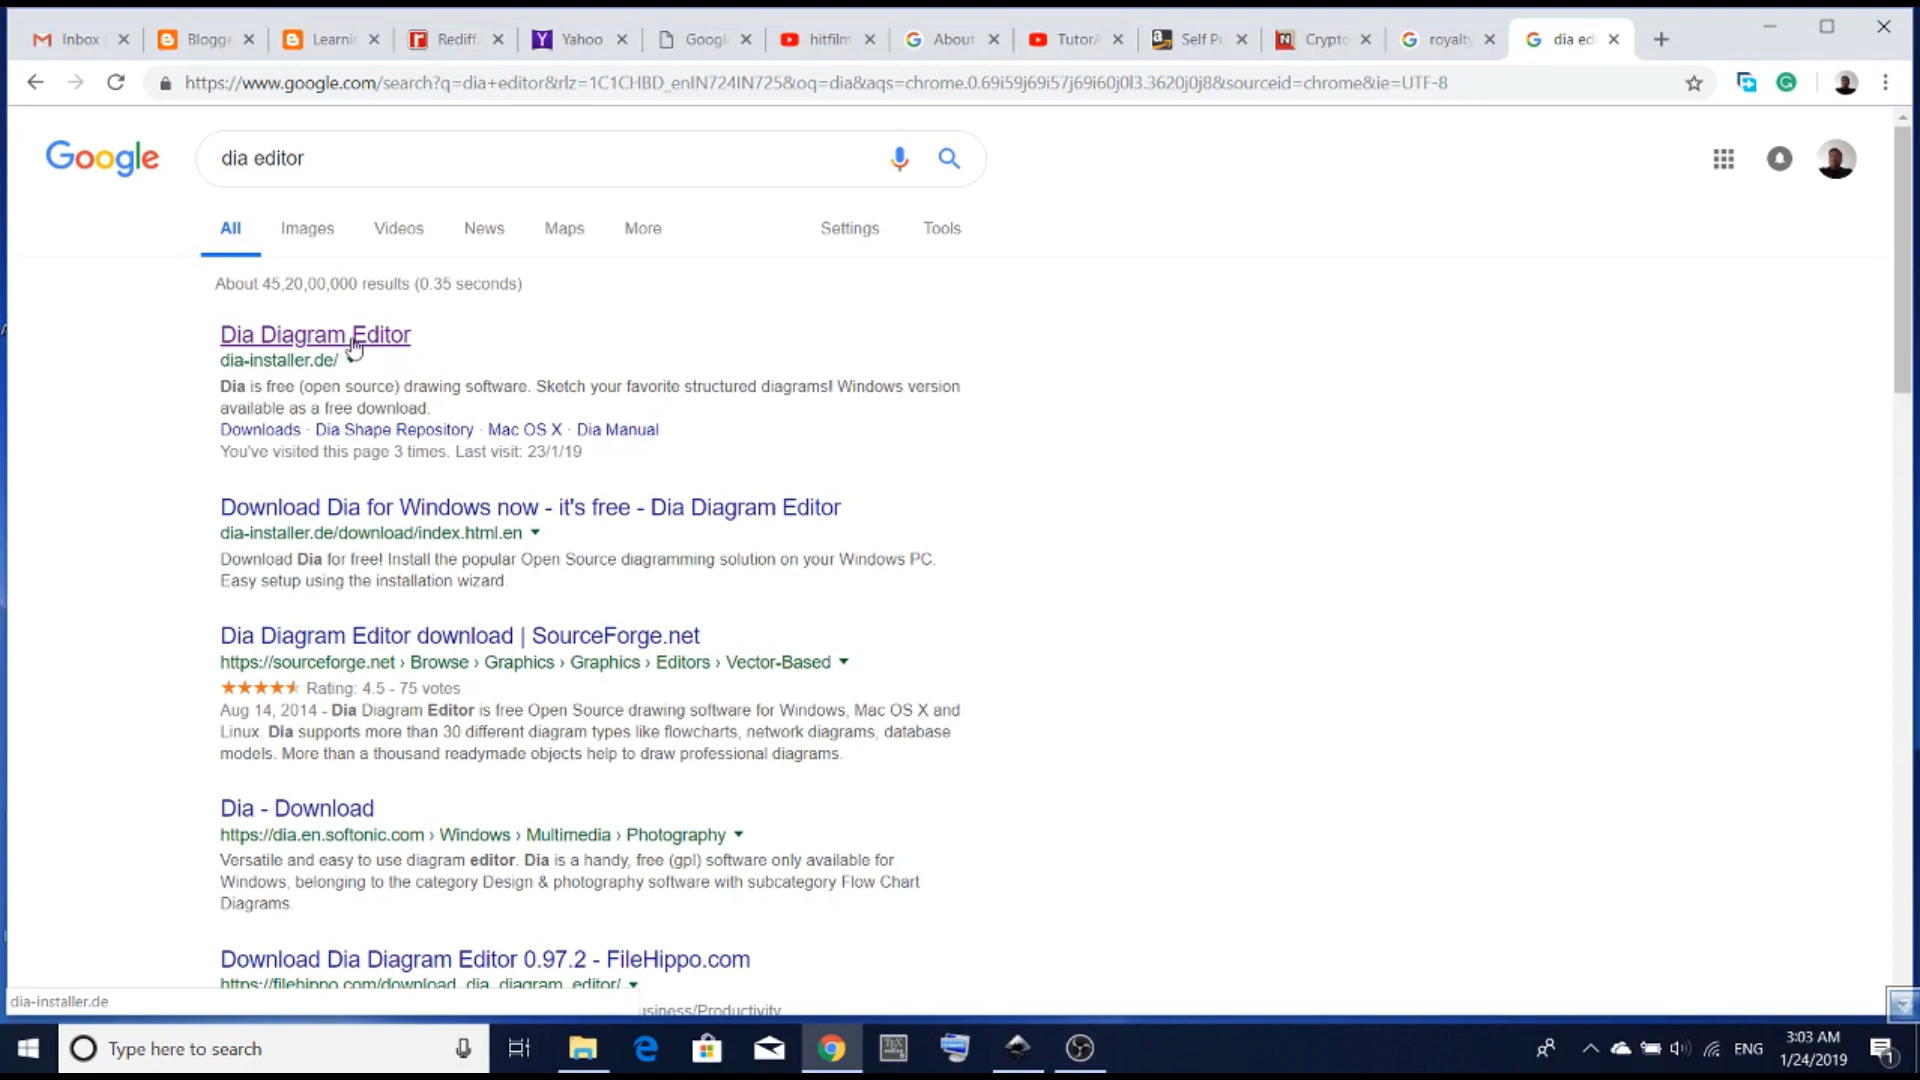 Inbox
Blogge
Learnin
Rediff
Yahoo
Googl
hitfilm
About
TutorA
Self Pu
Crypto
royalty
dia edi
https://www.google.com/search?q=dia+editor&rlz=1C1CHBD_enIN724IN725&oq=dia&aqs=chrome.0.69i59j69i57j69i60j0l3.3620j0j8&sourceid=chrome&ie=UTF-8
Google
dia editor
All Images Videos News Maps More Settings Tools
About 45,20,00,000 results (0.35 seconds)
Dia Diagram Editor
dia-installer.de/
Dia is free (open source) drawing software. Sketch your favorite structured diagrams! Windows version
available as a free download.
Downloads · Dia Shape Repository · Mac OS X · Dia Manual
You've visited this page 3 times. Last visit: 23/1/19
Download Dia for Windows now - it's free - Dia Diagram Editor
dia-installer.de/download/index.html.en
Download Dia for free! Install the popular Open Source diagramming solution on your Windows PC.
Easy setup using the installation wizard.
Dia Diagram Editor download | SourceForge.net
https://sourceforge.net › Browse › Graphics › Graphics › Editors › Vector-Based
Rating: 4.5 - 75 votes
Aug 14, 2014 - Dia Diagram Editor is free Open Source drawing software for Windows, Mac OS X and
Linux. Dia supports more than 30 different diagram types like flowcharts, network diagrams, database
models. More than a thousand readymade objects help to draw professional diagrams.
Dia - Download
https://dia.en.softonic.com › Windows › Multimedia › Photography
Versatile and easy to use diagram editor. Dia is a handy, free (gpl) software only available for
Windows, belonging to the category Design & photography software with subcategory Flow Chart
Diagrams.
Download Dia Diagram Editor 0.97.2 - FileHippo.com
https://filehippo.com/download_dia_diagram_editor/
usiness/Productivity
dia-installer.de
Type here to search
ENG
3:03 AM
1/24/2019
1